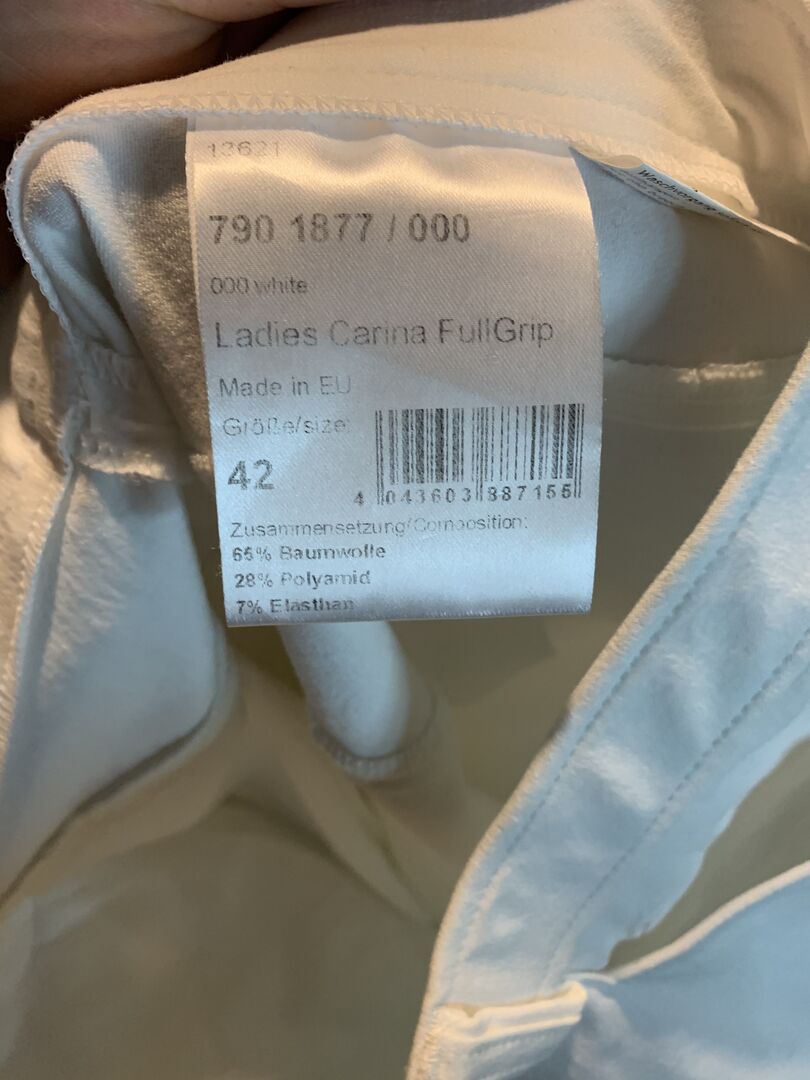 13621
790 1877 / 000
000 white
Ladies Carina FullGrip
Made in EU
Größe/size:
42
4 043603 887155
Zusammensetzung/Composition:
65% Baumwolle
28% Polyamid
7% Elasthan